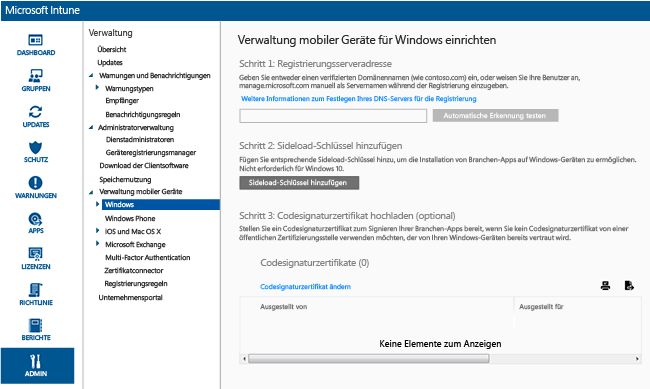 Microsoft Intune
DASHBOARD
GRUPPEN
UPDATES
SCHUTZ
WARNUNGEN
APPS
LIZENZEN
RICHTLINIE
BERICHTE
ADMIN
Verwaltung
Übersicht
Updates
Warnungen und Benachrichtigungen
Warnungstypen
Empfänger
Benachrichtigungsregeln
Administratorverwaltung
Dienstadministratoren
Geräteregistrierungsmanager
Download der Clientsoftware
Speichernutzung
Verwaltung mobiler Geräte
Windows
Windows Phone
iOS und Mac OS X
Microsoft Exchange
Multi-Factor Authentication
Zertifikatconnector
Registrierungsregeln
Unternehmensportal
Verwaltung mobiler Geräte für Windows einrichten
Schritt 1: Registrierungsserveradresse
Geben Sie entweder einen verifizierten Domänennamen (wie contoso.com) ein, oder weisen Sie Ihre Benutzer an,
manage.microsoft.com manuell als Servernamen während der Registrierung einzugeben.
Weitere Informationen zum Festlegen Ihres DNS-Servers für die Registrierung
Automatische Erkennung testen
Schritt 2: Sideload-Schlüssel hinzufügen
Fügen Sie entsprechende Sideload-Schlüssel hinzu, um die Installation von Branchen-Apps auf Windows-Geräten zu ermöglichen.
Nicht erforderlich für Windows 10.
Sideload-Schlüssel hinzufügen
Schritt 3: Codesignaturzertifikat hochladen (optional)
Stellen Sie ein Codesignaturzertifikat zum Signieren Ihrer Branchen-Apps bereit, wenn Sie kein Codesignaturzertifikat von einer
öffentlichen Zertifizierungsstelle verwenden möchten, der von Ihren Windows-Geräten bereits vertraut wird.
Codesignaturzertifikate (0)
Codesignaturzertifikat ändern
Ausgestellt von
Ausgestellt für
Keine Elemente zum Anzeigen